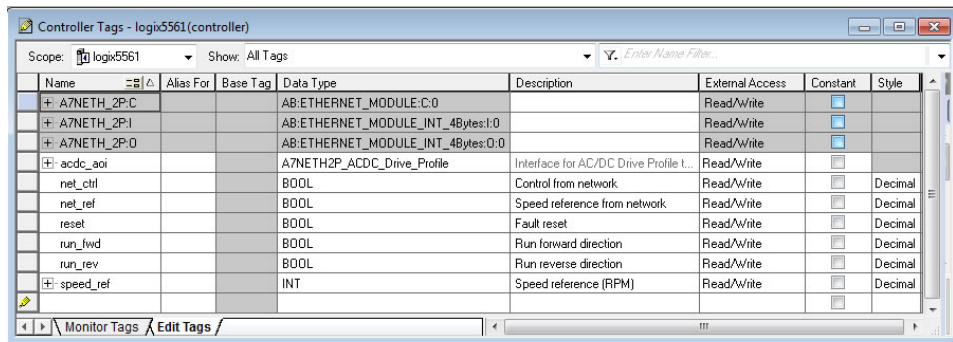 Controller Tags - logix5561(controller)
Scope: logix5561 Show: All Tags Enter Name Filter...
Name Alias For Base Tag Data Type Description External Access Constant Style
A7NETH_2P:C AB:ETHERNET_MODULE:C:0 Read/Write
A7NETH_2P:I AB:ETHERNET_MODULE_INT_4Bytes:I:0 Read/Write
A7NETH_2P:O AB:ETHERNET_MODULE_INT_4Bytes:O:0 Read/Write
acdc_aoi A7NETH2P_ACDC_Drive_Profile Interface for AC/DC Drive Profile t... Read/Write
net_ctrl BOOL Control from network Read/Write Decimal
net_ref BOOL Speed reference from network Read/Write Decimal
reset BOOL Fault reset Read/Write Decimal
run_fwd BOOL Run forward direction Read/Write Decimal
run_rev BOOL Run reverse direction Read/Write Decimal
speed_ref INT Speed reference (RPM) Read/Write Decimal
Monitor Tags Edit Tags